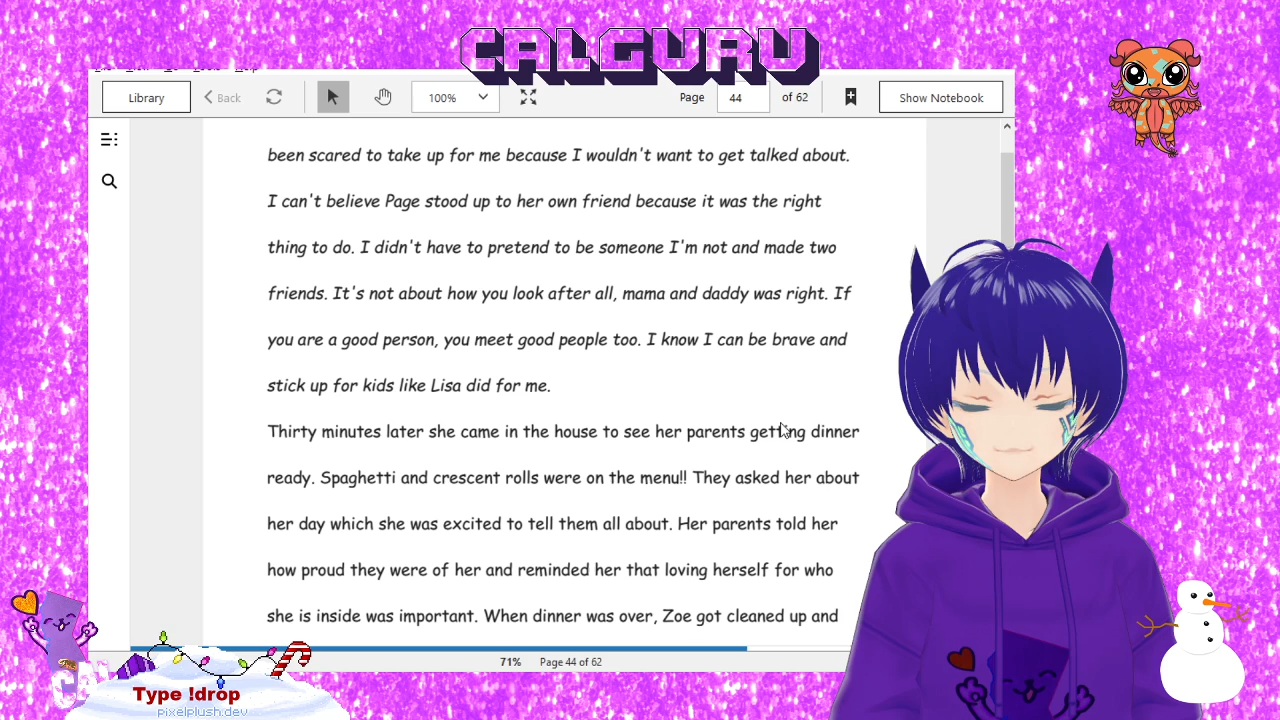 CALGURU
Library
Back
100%
Page 44 of 62
Show Notebook
been scared to take up for me because I wouldn't want to get talked about.
I can't believe Page stood up to her own friend because it was the right
thing to do. I didn't have to pretend to be someone I'm not and made two
friends. It's not about how you look after all, mama and daddy was right. If
you are a good person, you meet good people too. I know I can be brave and
stick up for kids like Lisa did for me.
Thirty minutes later she came in the house to see her parents getting dinner
ready. Spaghetti and crescent rolls were on the menu!! They asked her about
her day which she was excited to tell them all about. Her parents told her
how proud they were of her and reminded her that loving herself for who
she is inside was important. When dinner was over, Zoe got cleaned up and
71% Page 44 of 62
Type !drop
pixelplush.dev